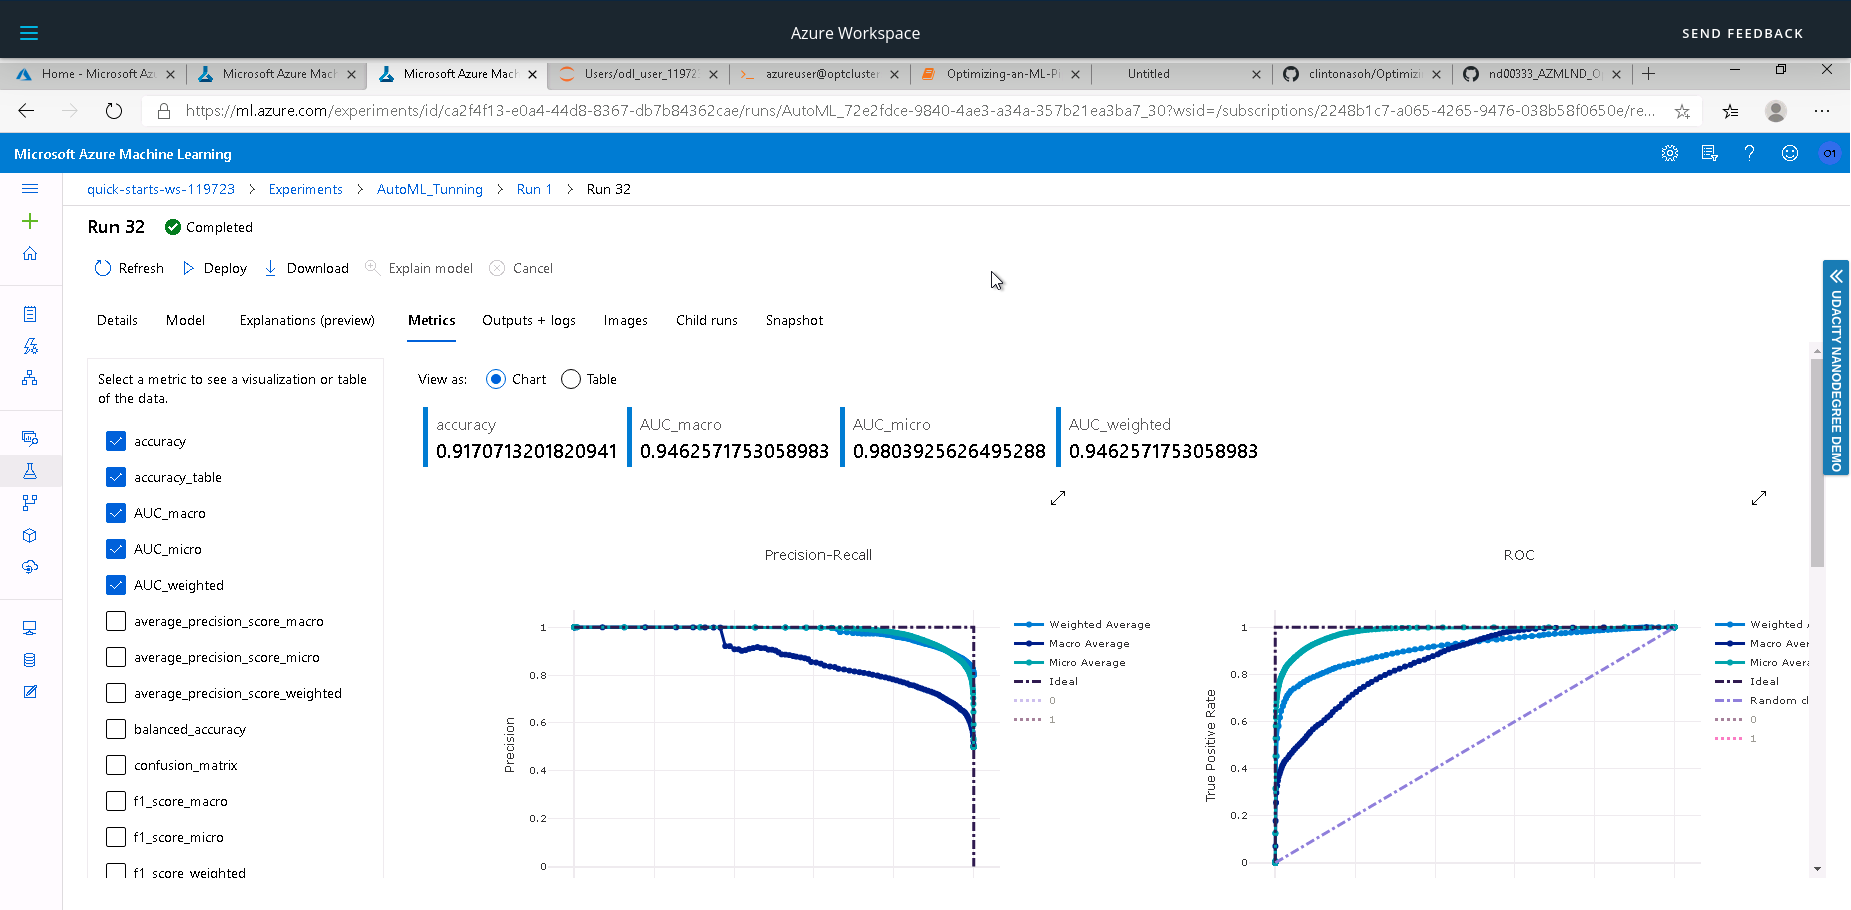 Azure Workspace
SEND FEEDBACK
Home - Microsoft Azu
Microsoft Azure Mach
Microsoft Azure Mach
Users/odl_user_11972
azureuser@optcluster
Optimizing-an-ML-Pi
Untitled
clintonasoh/Optimizi
nd00333_AZMLND_O
https://ml.azure.com/experiments/id/ca2f4f13-e0a4-44d8-8367-db7b84362cae/runs/AutoML_72e2fdce-9840-4ae3-a34a-357b21ea3ba7_30?wsid=/subscriptions/2248b1c7-a065-4265-9476-038b58f0650e/re...
Microsoft Azure Machine Learning
O1
quick-starts-ws-119723 > Experiments > AutoML_Tunning > Run 1 > Run 32
Run 32 Completed
Refresh Deploy Download Explain model Cancel
Details Model Explanations (preview) Metrics Outputs + logs Images Child runs Snapshot
UDACITY NANODEGREE DEMO
Select a metric to see a visualization or table
of the data.
accuracy
accuracy_table
AUC_macro
AUC_micro
AUC_weighted
average_precision_score_macro
average_precision_score_micro
average_precision_score_weighted
balanced_accuracy
confusion_matrix
f1_score_macro
f1_score_micro
f1_score_weighted
View as: Chart Table
accuracy
0.9170713201820941
AUC_macro
0.9462571753058983
AUC_micro
0.9803925626495288
AUC_weighted
0.9462571753058983
Precision-Recall
Precision
1
0.8
0.6
0.4
0.2
0
Weighted Average
Macro Average
Micro Average
Ideal
0
1
ROC
True Positive Rate
1
0.8
0.6
0.4
0.2
0
Weighted A
Macro Aver
Micro Avera
Ideal
Random cl
0
1